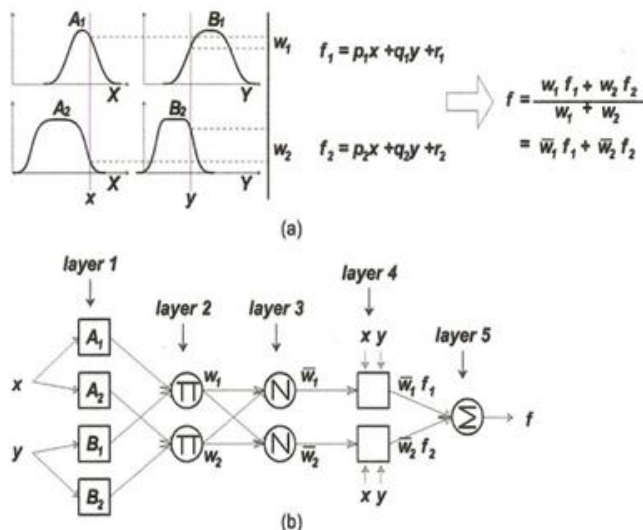 A1 B1
w1 f1 = p1x + q1y + r1
X Y
f = w1 f1 + w2 f2
w1 + w2
A2 B2
w2 f2 = p2x + q2y + r2
= w̅1 f1 + w̅2 f2
X Y
x y
(a)
layer 1
layer 2 layer 3 layer 4
layer 5
x y
A1
w1 w̅1 w̅1 f1
x A2 Π N
Σ f
y B1 Π N
w2 w̅2 w̅2 f2
B2
x y
(b)